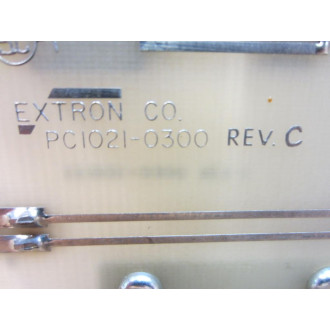 EXTRON CO.
PC1021-0300 REV. C